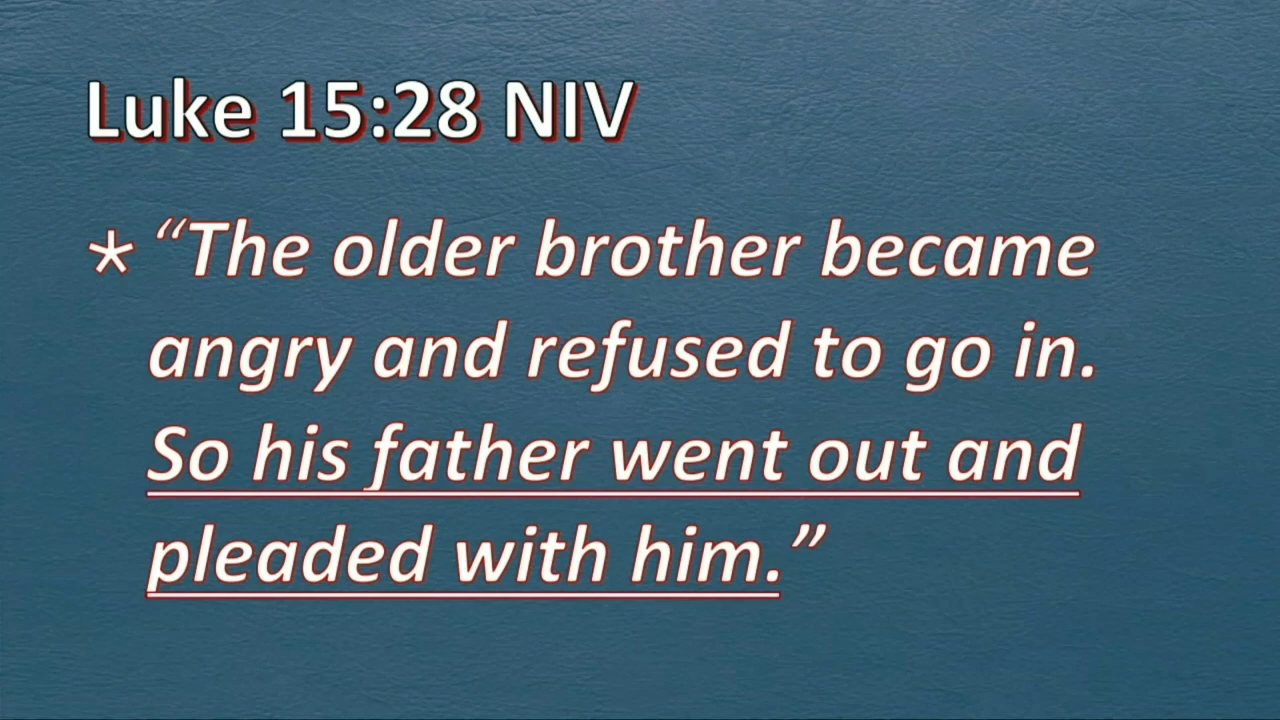 Luke 15:28 NIV
* “The older brother became
angry and refused to go in.
So his father went out and
pleaded with him.”